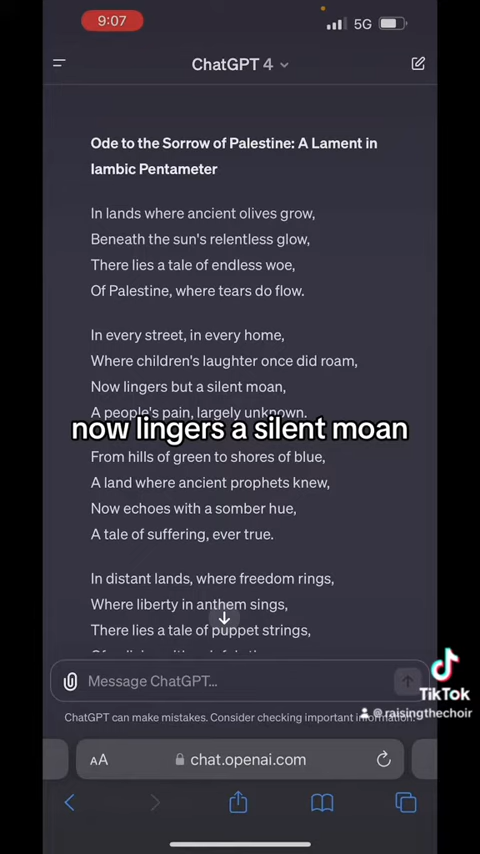 9:07
5G
ChatGPT 4
Ode to the Sorrow of Palestine: A Lament in
Iambic Pentameter
In lands where ancient olives grow,
Beneath the sun's relentless glow,
There lies a tale of endless woe,
Of Palestine, where tears do flow.
In every street, in every home,
Where children's laughter once did roam,
Now lingers but a silent moan,
A people's pain, largely unknown.
now lingers a silent moan
From hills of green to shores of blue,
A land where ancient prophets knew,
Now echoes with a somber hue,
A tale of suffering, ever true.
In distant lands, where freedom rings,
Where liberty in anthem sings,
There lies a tale of puppet strings,
Message ChatGPT...
ChatGPT can make mistakes. Consider checking important information.
TikTok
@raisingthechoir
AA
chat.openai.com